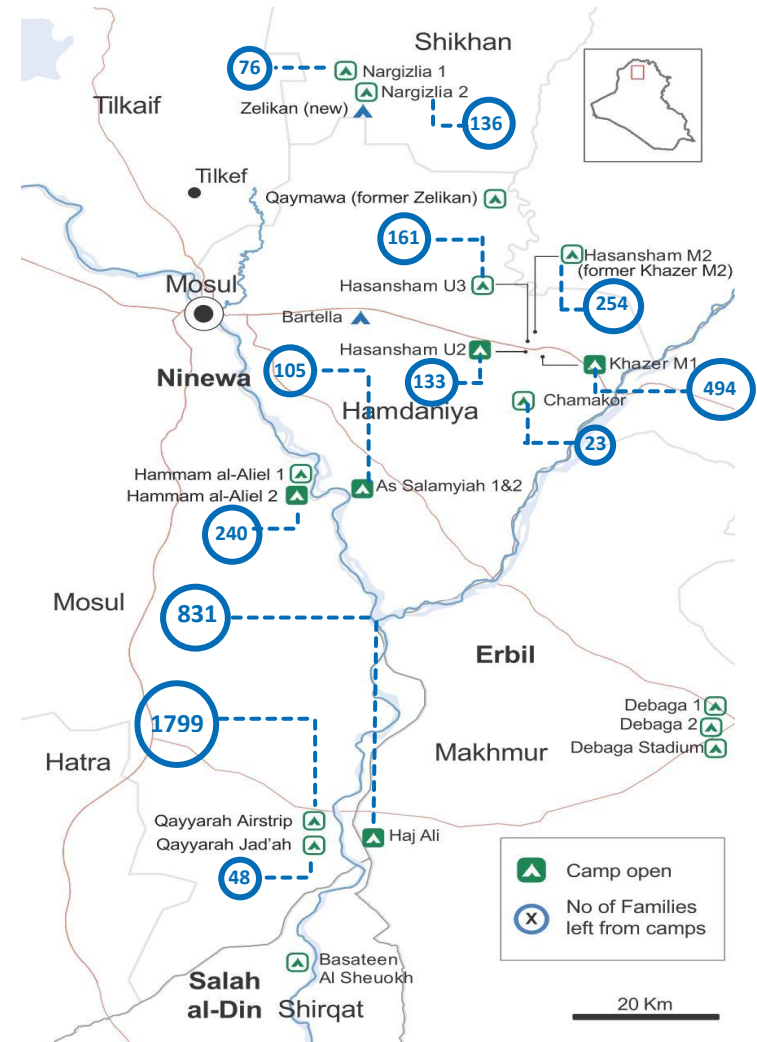 Shikhan
76
Nargizlia 1
Nargizlia 2
Tilkaif
Zelikan (new)
136
Tilkef
Qaymawa (former Zelikan)
161
Hasansham M2
(former Khazer M2)
Mosul
Hasansham U3
254
Bartella
Hasansham U2
Khazer M1
Ninewa
105
133
494
Chamakor
Hamdaniya
23
Hammam al-Aliel 1
Hammam al-Aliel 2
As Salamyiah 1&2
240
Mosul
831
Erbil
1799
Debaga 1
Debaga 2
Debaga Stadium
Hatra
Makhmur
Qayyarah Airstrip
Qayyarah Jad'ah
Haj Ali
48
Camp open
X
No of Families
left from camps
Basateen
Al Sheuokh
Salah
al-Din
Shirqat
20 Km